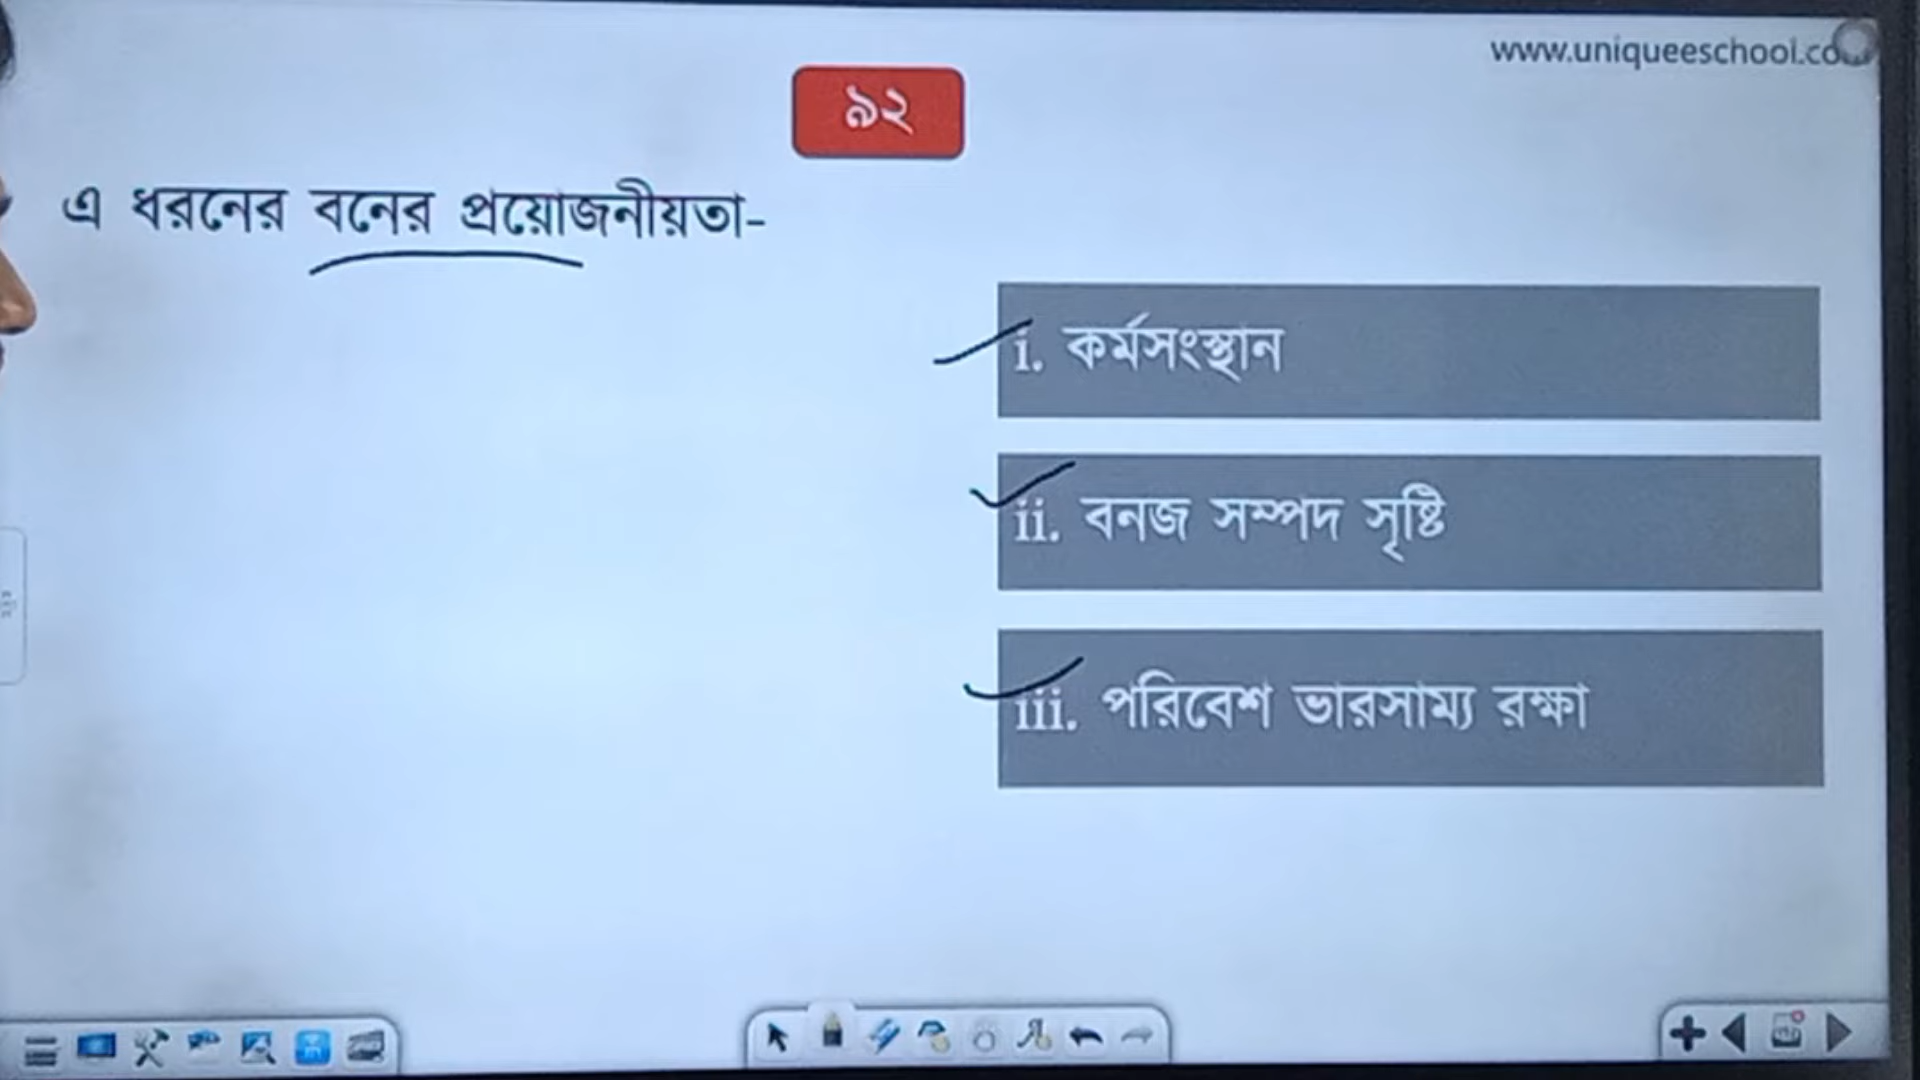 www.uniqueeschool.co
৯২
এ ধরনের বনের প্রয়োজনীয়তা-
i. কর্মসংস্থান
ii. বনজ সম্পদ সৃষ্টি
iii. পরিবেশ ভারসাম্য রক্ষা